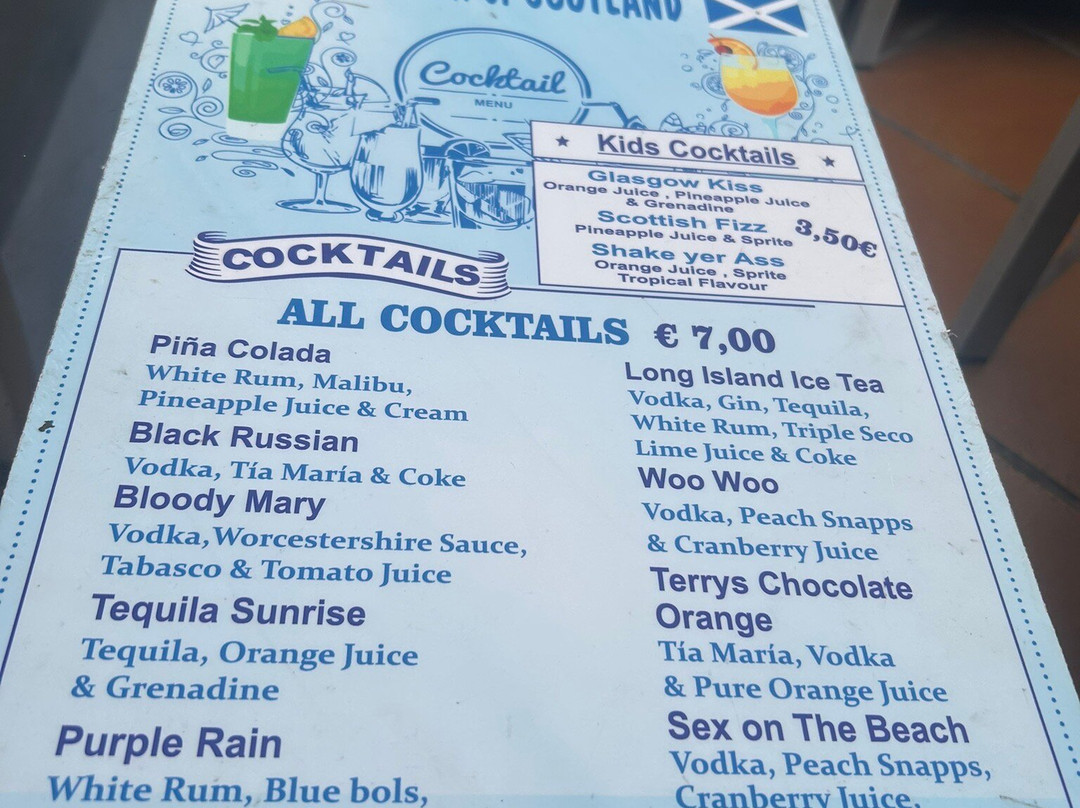 OF SCOTLAND
Cocktail
MENU
Kids Cocktails
Glasgow Kiss
Orange Juice , Pineapple Juice
& Grenadine
Scottish Fizz
Pineapple Juice & Sprite
Shake yer Ass
Orange Juice , Sprite
Tropical Flavour
3,50€
COCKTAILS
ALL COCKTAILS € 7,00
Piña Colada
White Rum, Malibu,
Pineapple Juice & Cream
Black Russian
Vodka, Tía María & Coke
Bloody Mary
Vodka,Worcestershire Sauce,
Tabasco & Tomato Juice
Tequila Sunrise
Tequila, Orange Juice
& Grenadine
Purple Rain
White Rum, Blue bols,
Long Island Ice Tea
Vodka, Gin, Tequila,
White Rum, Triple Seco
Lime Juice & Coke
Woo Woo
Vodka, Peach Snapps
& Cranberry Juice
Terrys Chocolate
Orange
Tía María, Vodka
& Pure Orange Juice
Sex on The Beach
Vodka, Peach Snapps,
Cranberry Juice,